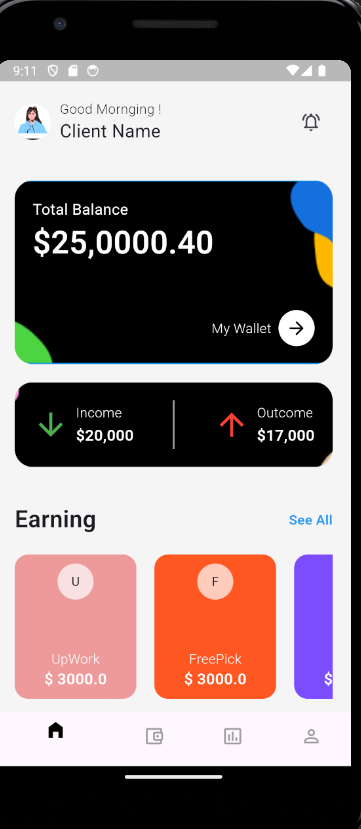 9:11
Good Mornging !
Client Name
Total Balance
$25,0000.40
My Wallet
Income
$20,000
Outcome
$17,000
Earning
See All
U
F
UpWork
FreePick
$ 3000.0
$ 3000.0
$